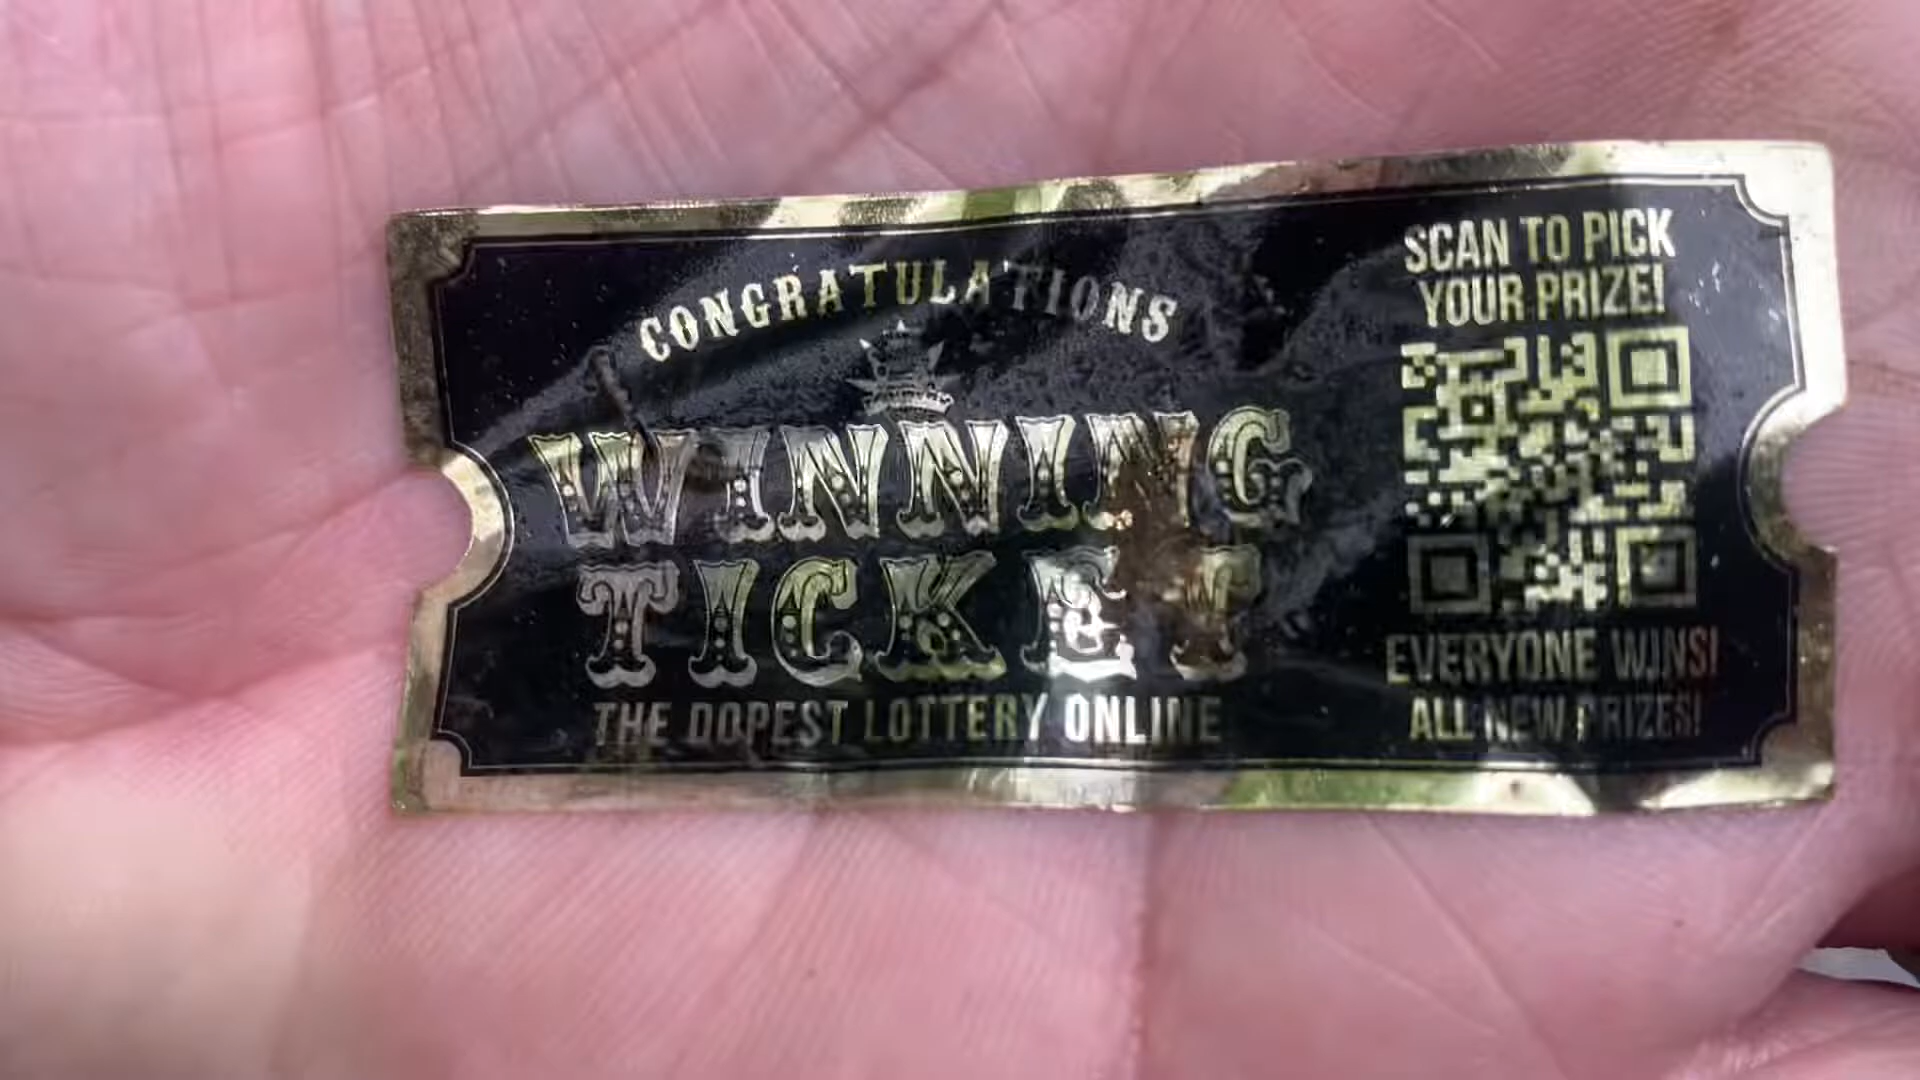 CONGRATULATIONS
WINNING
TICKET
THE DOPEST LOTTERY ONLINE
SCAN TO PICK
YOUR PRIZE!
EVERYONE WINS!
ALL NEW PRIZES!